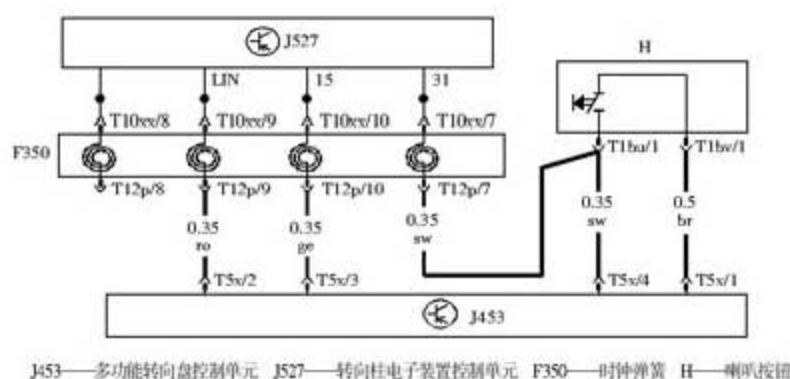 J527
H
LIN 15 31
T10xx/8 T10xx/9 T10xx/10 T10xx/7
F350
T1bu/1 T1bv/1
T12p/8 T12p/9 T12p/10 T12p/7
0.35 0.35 0.35 0.35 0.5
ro ge sw sw br
T5x/2 T5x/3 T5x/4 T5x/1
J453
J453——多功能转向盘控制单元 J527——转向柱电子装置控制单元 F350——时钟弹簧 H——喇叭按钮